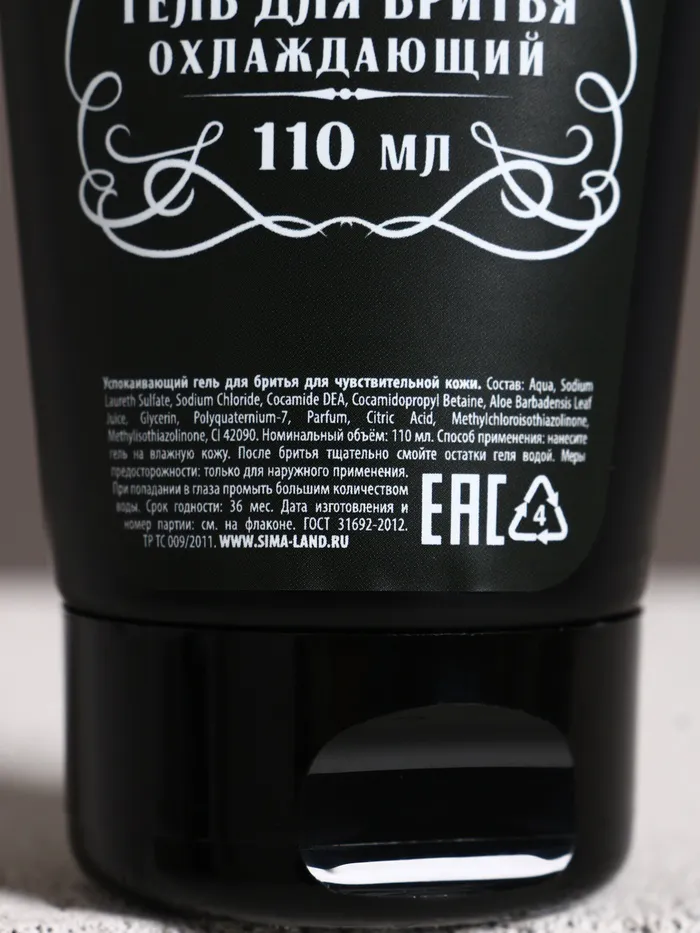 ГЕЛЬ ДЛЯ БРИТЬЯ
ОХЛАЖДАЮЩИЙ
110 МЛ
Успокаивающий гель для бритья для чувствительной кожи. Состав: Aqua, Sodium
Laureth Sulfate, Sodium Chloride, Cocamide DEA, Cocamidopropyl Betaine, Aloe Barbadensis Leaf
Juice, Glycerin, Polyquaternium-7, Parfum, Citric Acid, Methylchloroisothiazolinone,
Methylisothiazolinone, CI 42090. Номинальный объём: 110 мл. Способ применения: нанесите
гель на влажную кожу. После бритья тщательно смойте остатки геля водой. Меры
предосторожности: только для наружного применения.
При попадании в глаза промыть большим количеством
воды. Срок годности: 36 мес. Дата изготовления и
номер партии: см. на флаконе. ГОСТ 31692-2012.
ТР ТС 009/2011. WWW.SIMA-LAND.RU
EAC
4